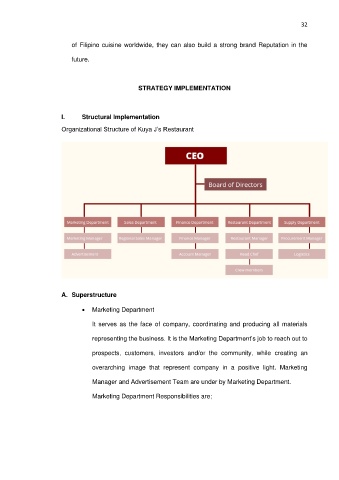 32
of Filipino cuisine worldwide, they can also build a strong brand Reputation in the
future.
STRATEGY IMPLEMENTATION
I. Structural Implementation
Organizational Structure of Kuya J's Restaurant
CEO
Board of Directors
Marketing Department Sales Department Finance Department Restaurant Department Supply Department
Marketing Manager Regional Sales Manager Finance Manager Restaurant Manager Procurement Manager
Advertisement Account Manager Head Chef Logistics
A. Superstructure
• Marketing Department
It serves as the face of company, coordinating and producing all materials
representing the business. It is the Marketing Department's job to reach out to
prospects, customers, investors and/or the community, while creating an
overarching image that represent company in a positive light. Marketing
Manager and Advertisement Team are under by Marketing Department.
Marketing Department Responsibilities are;